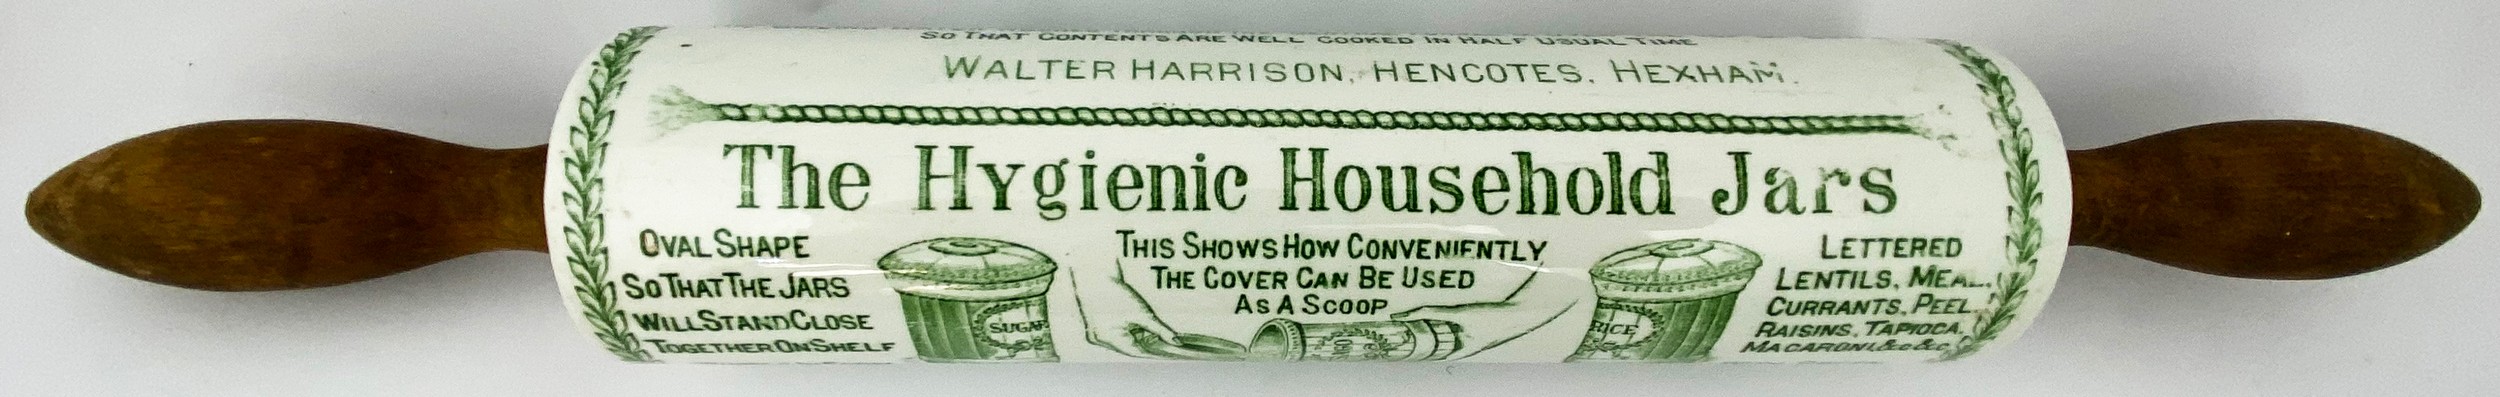 SO THAT CONTENTS ARE WELL COOKED IN HALF USUAL TIME
WALTER HARRISON, HENCOTES, HEXHAM.
The Hygienic Household Jars
OVAL SHAPE
SO THAT THE JARS
WILL STAND CLOSE
TOGETHER ON SHELF
SUGAR
THIS SHOWS HOW CONVENIENTLY
THE COVER CAN BE USED
AS A SCOOP
SAGO
RICE
LETTERED
LENTILS, MEAL,
CURRANTS, PEEL,
RAISINS, TAPIOCA,
MACARONI, &c &c.